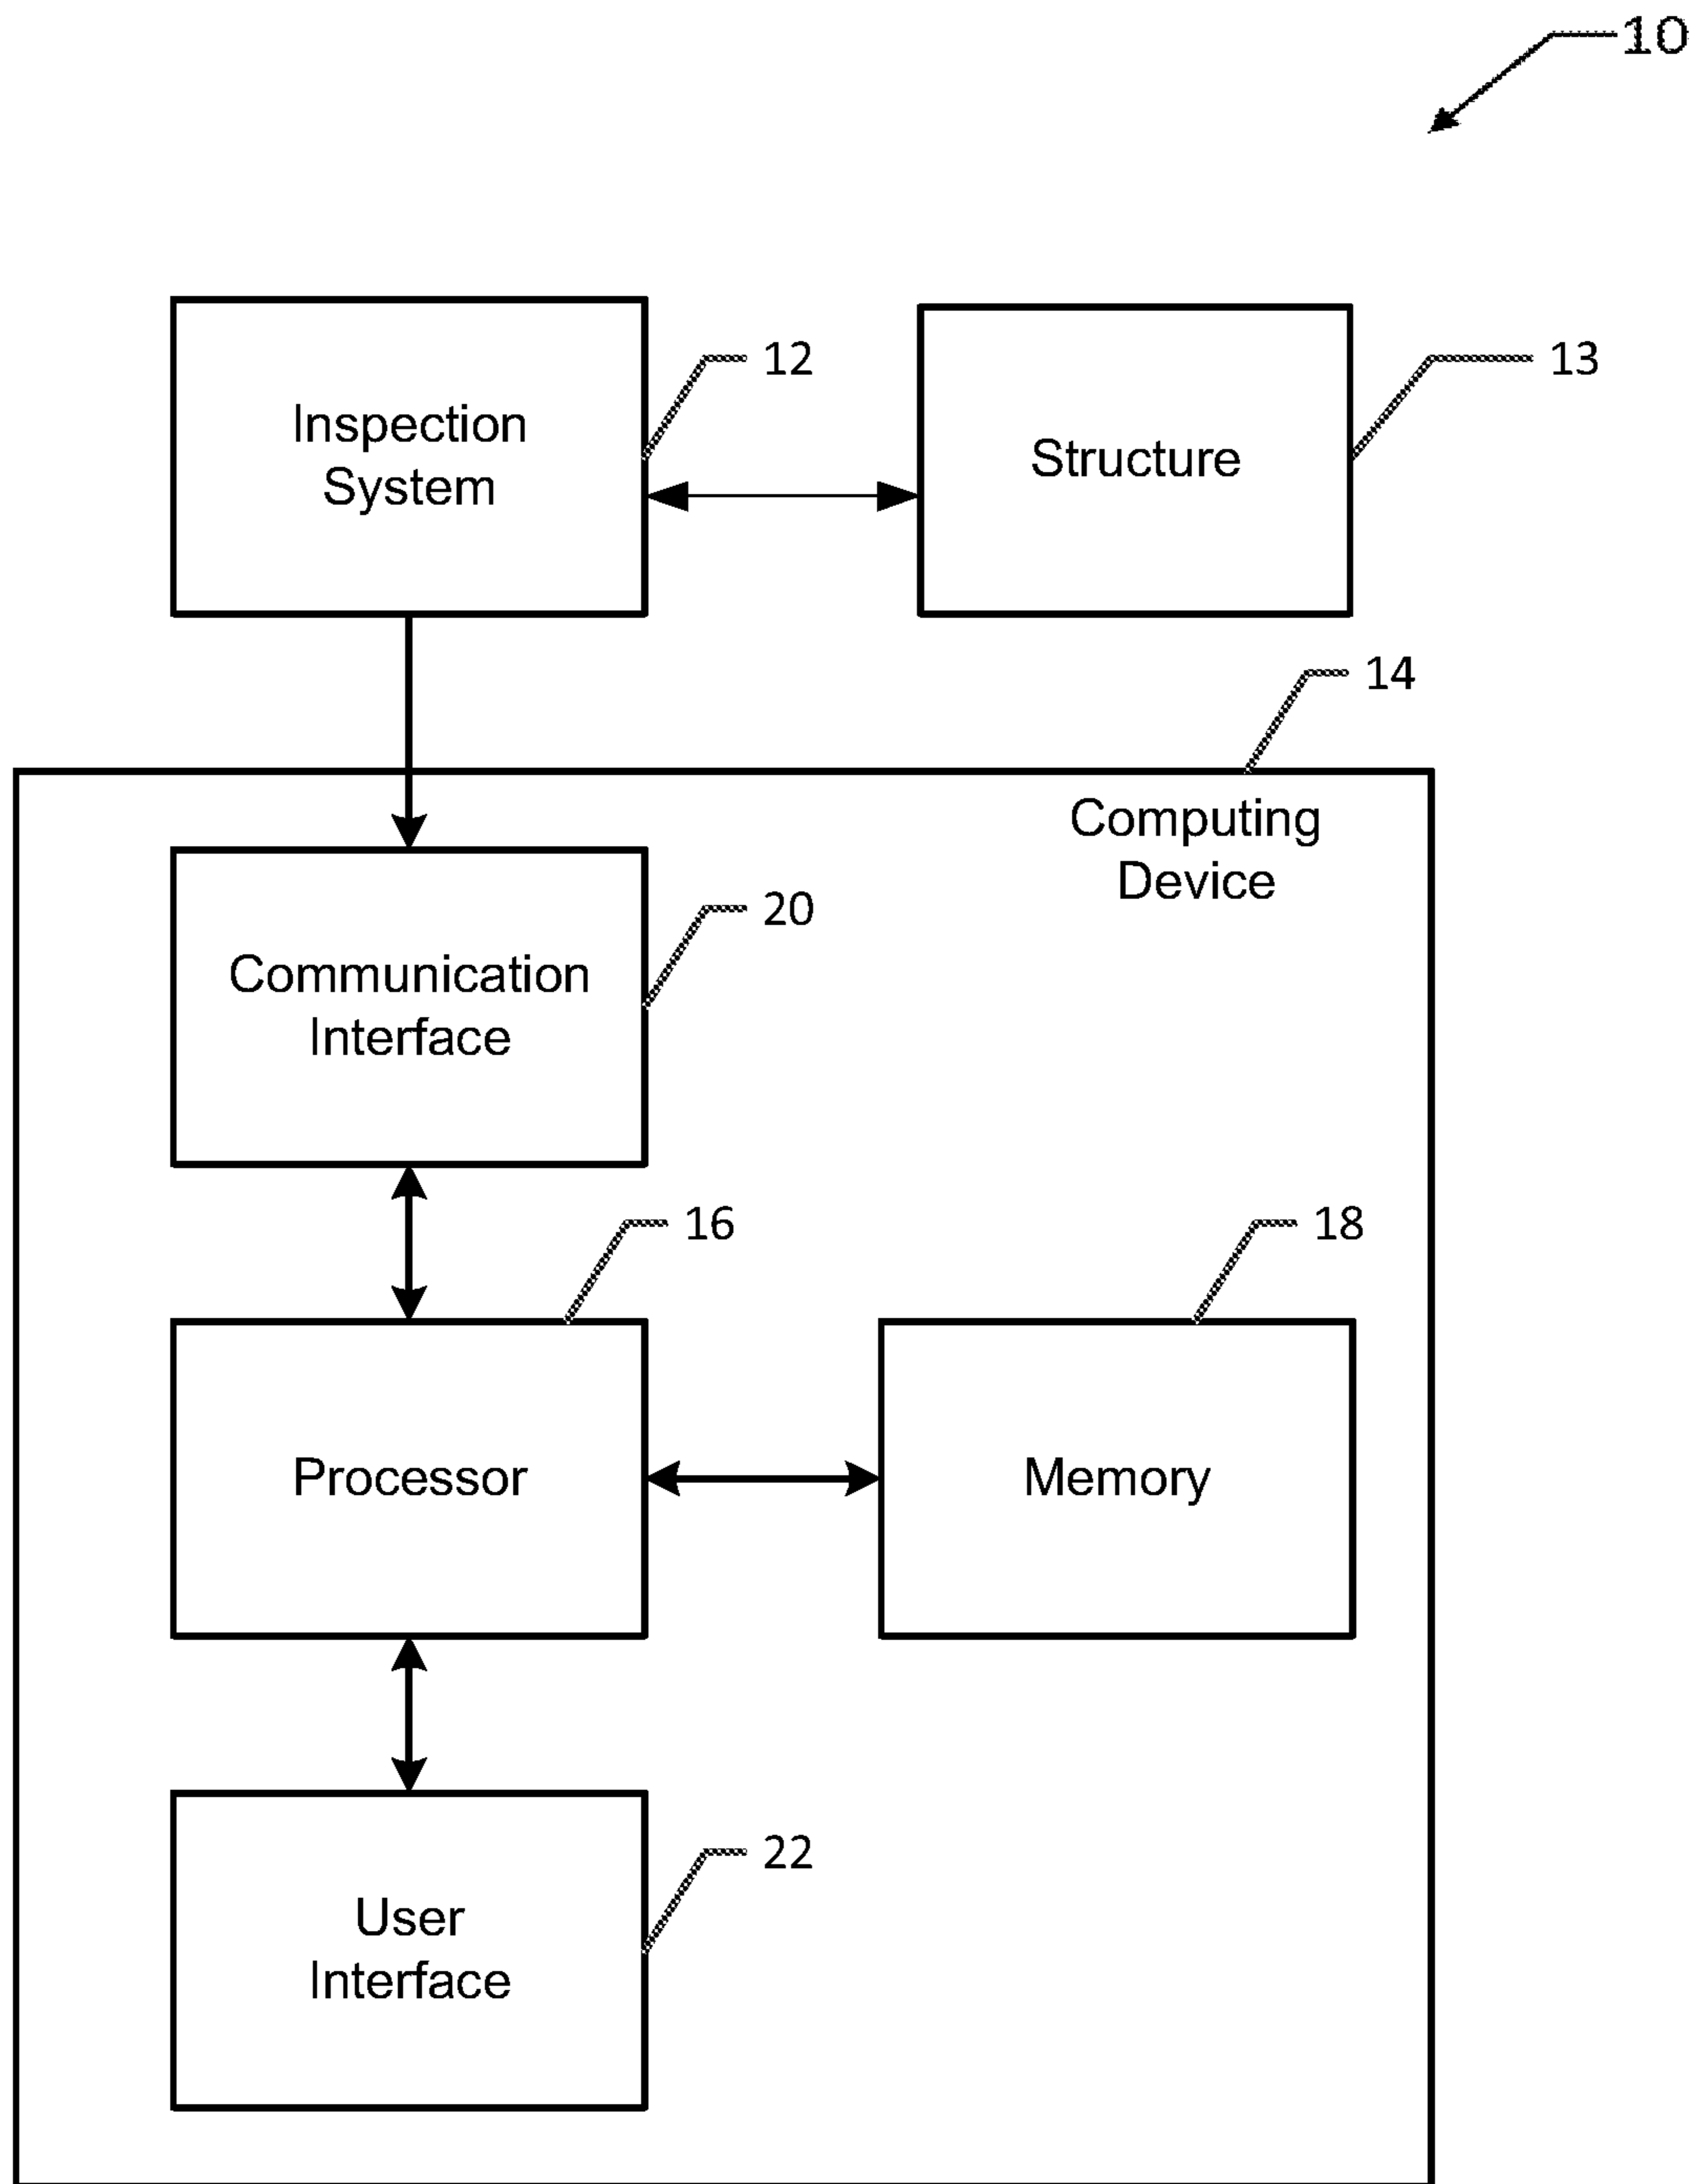 10
Inspection
System
12
Structure
13
14
Computing
Device
Communication
Interface
20
16
18
Processor
Memory
User
Interface
22